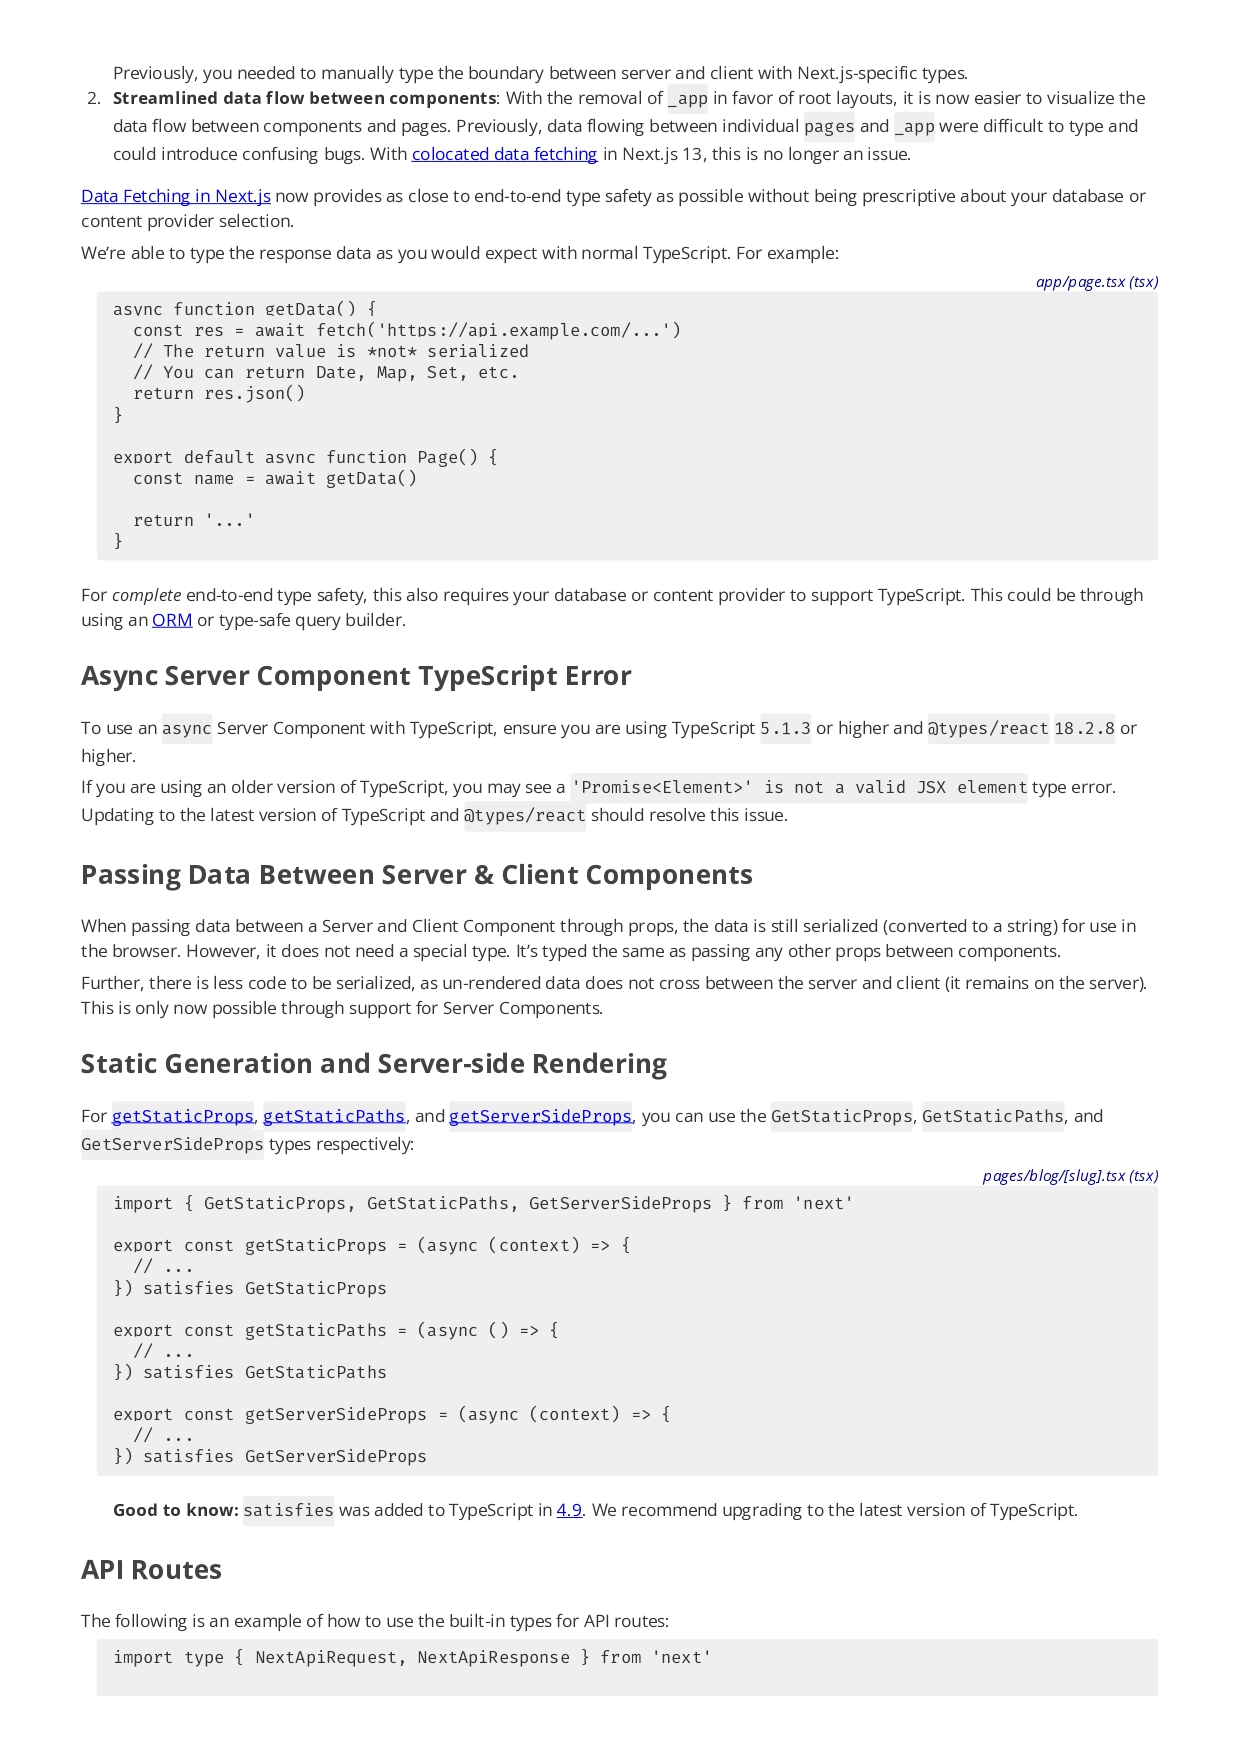 Previously, you needed to manually type the boundary between server and client with Next.js-specific types.
2. Streamlined data flow between components: With the removal of _app in favor of root layouts, it is now easier to visualize the
data flow between components and pages. Previously, data flowing between individual pages and _app were difficult to type and
could introduce confusing bugs. With colocated data fetching in Next.js 13, this is no longer an issue.
Data Fetching in Next.js now provides as close to end-to-end type safety as possible without being prescriptive about your database or
content provider selection.
We’re able to type the response data as you would expect with normal TypeScript. For example:
app/page.tsx (tsx)
async function getData() {
  const res = await fetch('https://api.example.com/...')
  // The return value is *not* serialized
  // You can return Date, Map, Set, etc.
  return res.json()
}
export default async function Page() {
  const name = await getData()
  return '...'
}
For complete end-to-end type safety, this also requires your database or content provider to support TypeScript. This could be through
using an ORM or type-safe query builder.
Async Server Component TypeScript Error
To use an async Server Component with TypeScript, ensure you are using TypeScript 5.1.3 or higher and @types/react 18.2.8 or
higher.
If you are using an older version of TypeScript, you may see a 'Promise<Element>' is not a valid JSX element type error.
Updating to the latest version of TypeScript and @types/react should resolve this issue.
Passing Data Between Server & Client Components
When passing data between a Server and Client Component through props, the data is still serialized (converted to a string) for use in
the browser. However, it does not need a special type. It’s typed the same as passing any other props between components.
Further, there is less code to be serialized, as un-rendered data does not cross between the server and client (it remains on the server).
This is only now possible through support for Server Components.
Static Generation and Server-side Rendering
For getStaticProps, getStaticPaths, and getServerSideProps, you can use the GetStaticProps, GetStaticPaths, and
GetServerSideProps types respectively:
pages/blog/[slug].tsx (tsx)
import { GetStaticProps, GetStaticPaths, GetServerSideProps } from 'next'
export const getStaticProps = (async (context) => {
  // ...
}) satisfies GetStaticProps
export const getStaticPaths = (async () => {
  // ...
}) satisfies GetStaticPaths
export const getServerSideProps = (async (context) => {
  // ...
}) satisfies GetServerSideProps
Good to know: satisfies was added to TypeScript in 4.9. We recommend upgrading to the latest version of TypeScript.
API Routes
The following is an example of how to use the built-in types for API routes:
import type { NextApiRequest, NextApiResponse } from 'next'